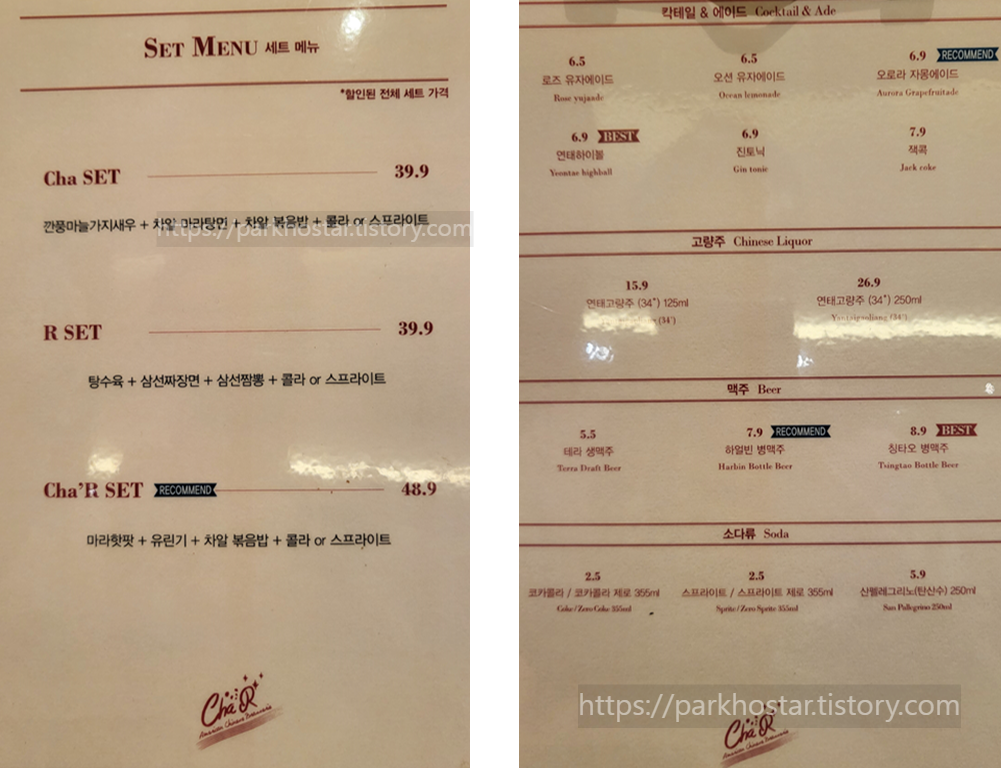 SET MENU 세트 메뉴
*할인된 전체 세트 가격
Cha SET 39.9
깐풍마늘가지새우 + 차알 마라탕면 + 차알 볶음밥 + 콜라 or 스프라이트
https://parkhostar.tistory.com
R SET 39.9
탕수육 + 삼선짜장면 + 삼선짬뽕 + 콜라 or 스프라이트
Cha'R SET RECOMMEND 48.9
마라핫팟 + 유린기 + 차알 볶음밥 + 콜라 or 스프라이트
Cha R
American Chinese
칵테일 & 에이드 Cocktail & Ade
6.5 6.5 6.9 RECOMMEND
로즈 유자에이드 오션 유자에이드 오로라 자몽에이드
Rose yujaade Ocean lemonade Aurora Grapefruitade
6.9 BEST 6.9 7.9
연태하이볼 진토닉 잭콕
Yeontae highball Gin tonic Jack coke
고량주 Chinese Liquor
15.9 26.9
연태고량주 (34˚) 125ml 연태고량주 (34˚) 250ml
(34˚) Yantaigaoliang (34˚)
맥주 Beer
5.5 7.9 RECOMMEND 8.9 BEST
테라 생맥주 하얼빈 병맥주 칭타오 병맥주
Terra Draft Beer Harbin Bottle Beer Tsingtao Bottle Beer
소다류 Soda
2.5 2.5 5.9
코카콜라 / 코카콜라 제로 355ml 스프라이트 / 스프라이트 제로 355ml 산펠레그리노(탄산수) 250ml
Coke / Zero Coke 355ml Sprite / Zero Sprite 355ml San Pellegrino 250ml
https://parkhostar.tistory.com
Cha R
American Chinese